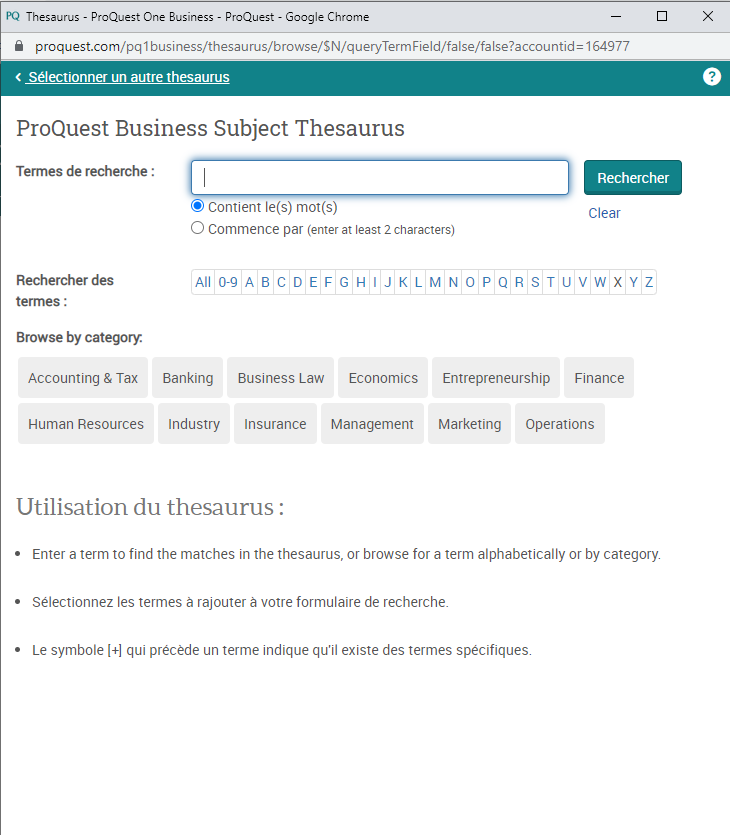 PQ Thesaurus - ProQuest One Business - ProQuest - Google Chrome
proquest.com/pq1business/thesaurus/browse/$N/queryTermField/false/false?accountid=164977
‹ Sélectionner un autre thesaurus ?
ProQuest Business Subject Thesaurus
Termes de recherche :
Rechercher
Contient le(s) mot(s)
Clear
Commence par (enter at least 2 characters)
Rechercher des termes :
All 0-9 A B C D E F G H I J K L M N O P Q R S T U V W X Y Z
Browse by category:
Accounting & Tax Banking Business Law Economics Entrepreneurship Finance
Human Resources Industry Insurance Management Marketing Operations
Utilisation du thesaurus :
• Enter a term to find the matches in the thesaurus, or browse for a term alphabetically or by category.
• Sélectionnez les termes à rajouter à votre formulaire de recherche.
• Le symbole [+] qui précède un terme indique qu'il existe des termes spécifiques.